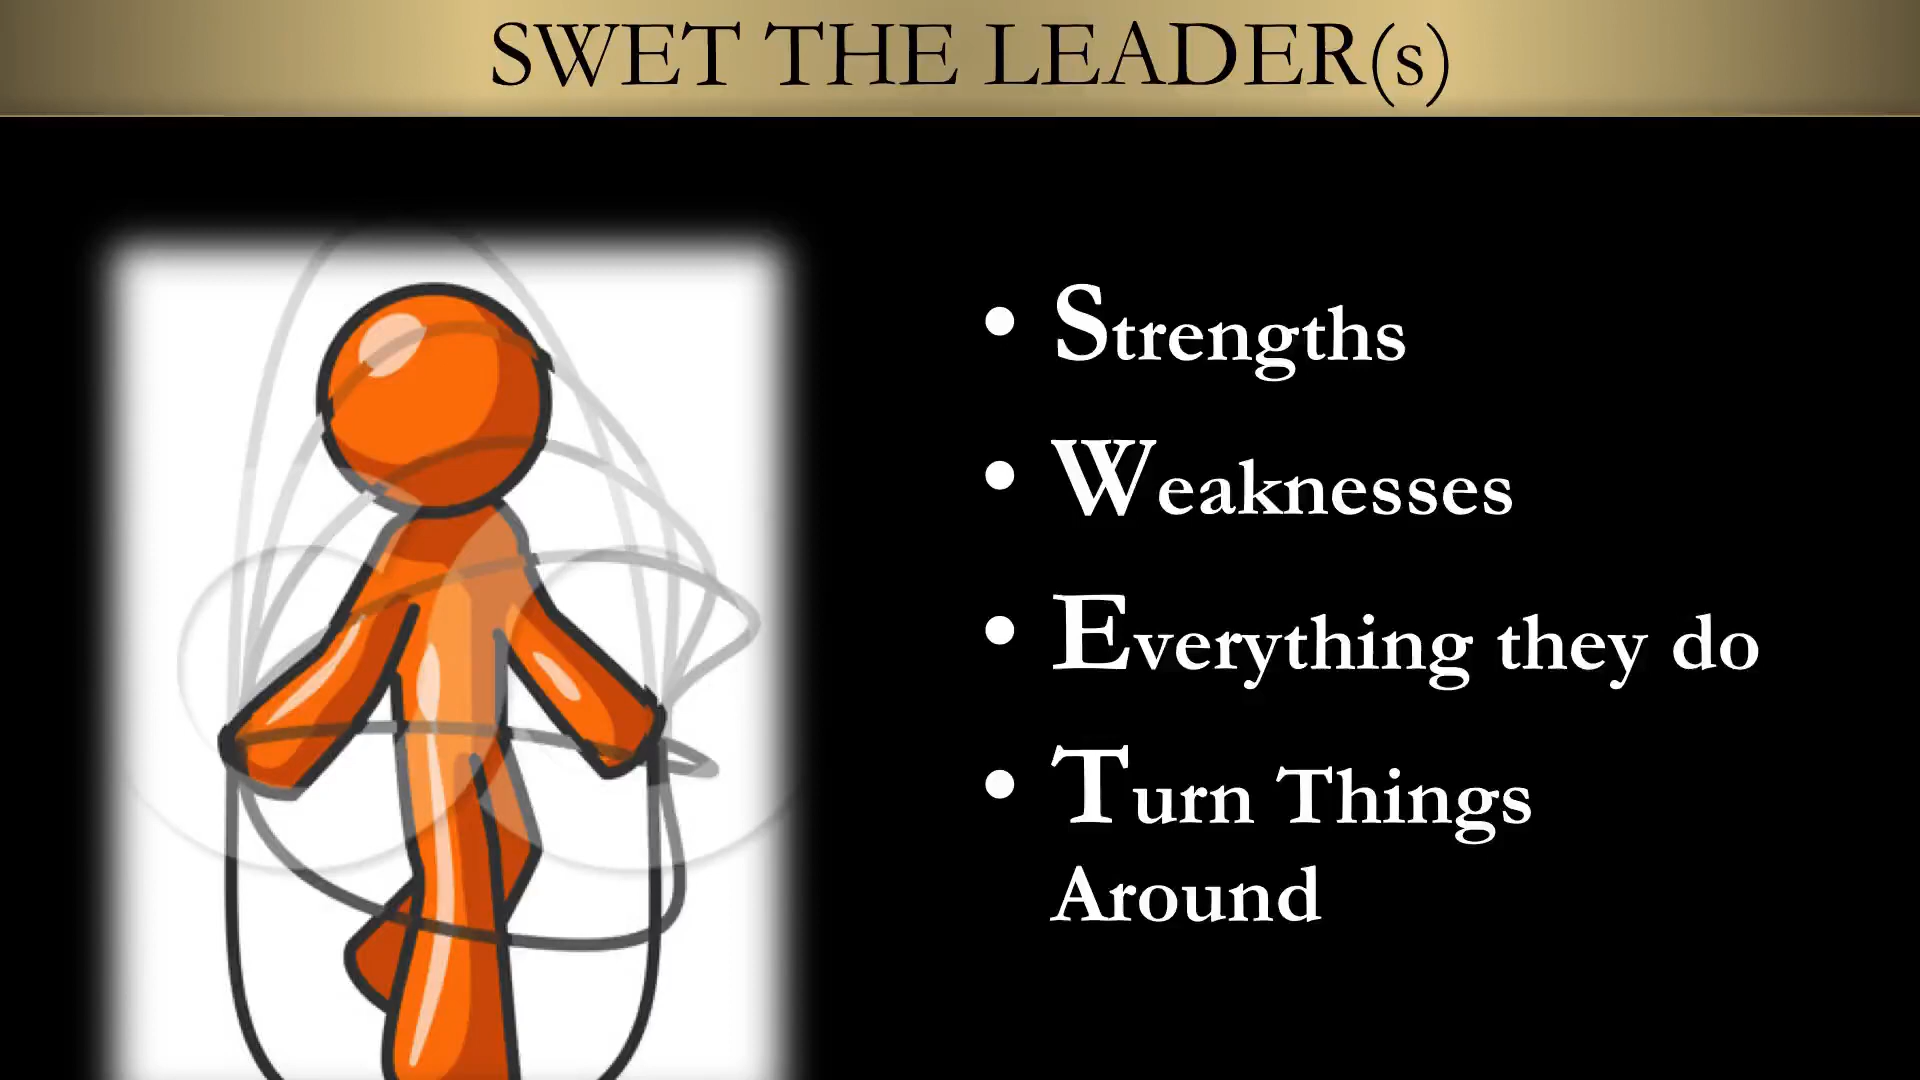 SWET THE LEADER(s)
• Strengths
• Weaknesses
• Everything they do
• Turn Things
Around